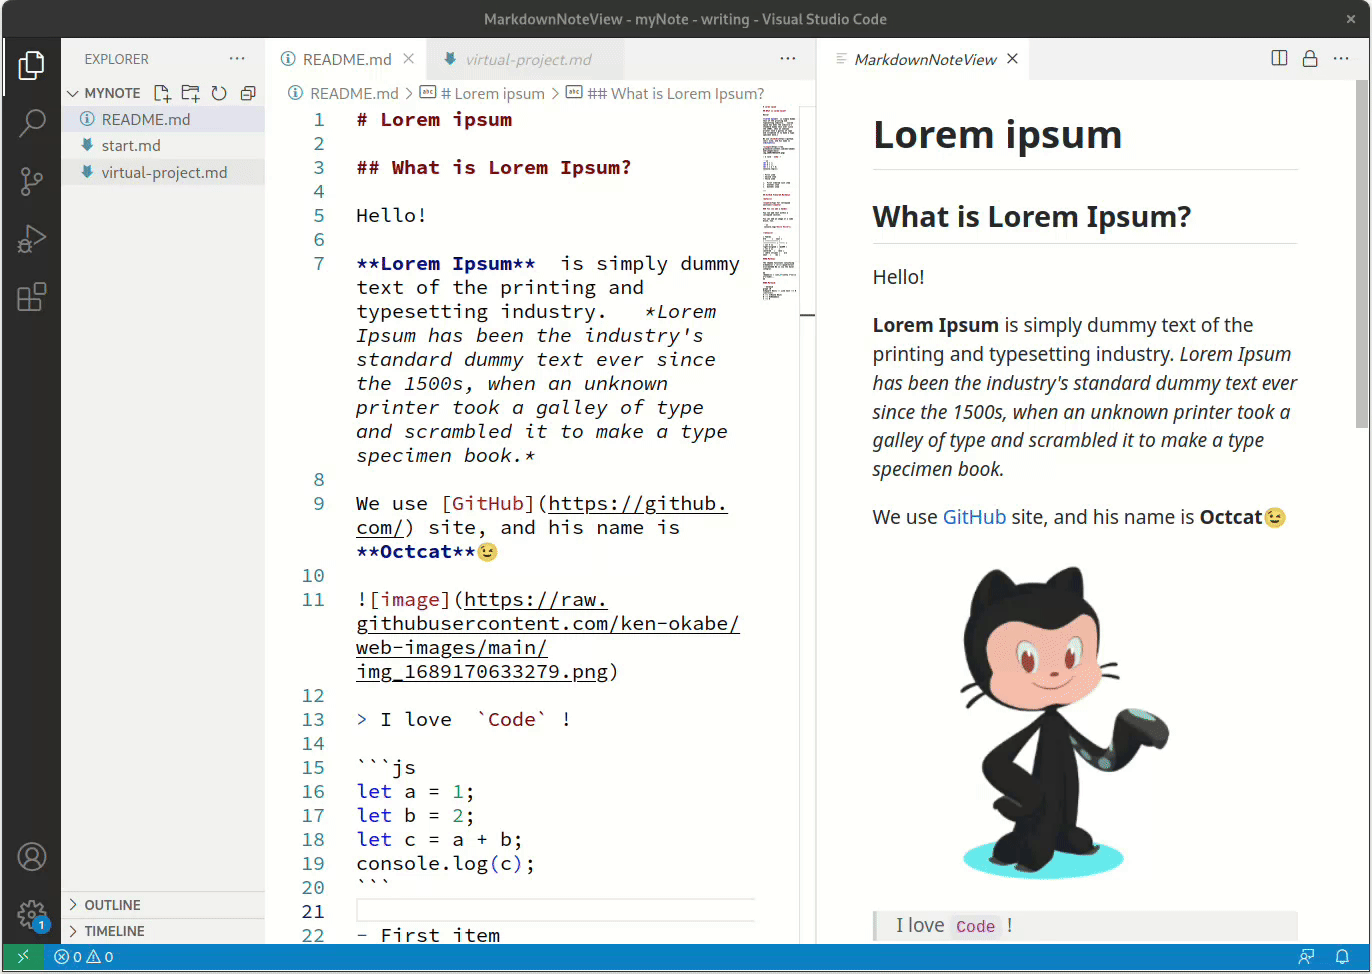 MarkdownNoteView - myNote - writing - Visual Studio Code
EXPLORER
MYNOTE
README.md
start.md
virtual-project.md
OUTLINE
TIMELINE
README.md
virtual-project.md
README.md > # Lorem ipsum > ## What is Lorem Ipsum?
1 # Lorem ipsum
2
3 ## What is Lorem Ipsum?
4
5 Hello!
6
7 **Lorem Ipsum**  is simply dummy
text of the printing and
typesetting industry.   *Lorem
Ipsum has been the industry's
standard dummy text ever since
the 1500s, when an unknown
printer took a galley of type
and scrambled it to make a type
specimen book.*
8
9 We use [GitHub](https://github.
com/) site, and his name is
**Octcat**😉
10
11 ![image](https://raw.
githubusercontent.com/ken-okabe/
web-images/main/
img_1689170633279.png)
12
13 > I love  `Code` !
14
15 ```js
16 let a = 1;
17 let b = 2;
18 let c = a + b;
19 console.log(c);
20 ```
21
22 - First item
MarkdownNoteView
Lorem ipsum
What is Lorem Ipsum?
Hello!
Lorem Ipsum is simply dummy text of the
printing and typesetting industry. Lorem Ipsum
has been the industry's standard dummy text ever
since the 1500s, when an unknown printer took a
galley of type and scrambled it to make a type
specimen book.
We use GitHub site, and his name is Octcat😉
I love Code !
1
0 0